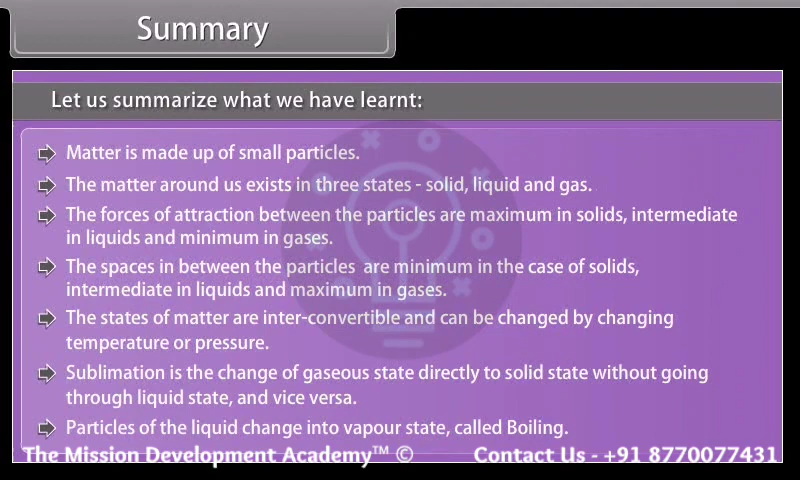 Summary
Let us summarize what we have learnt:
Matter is made up of small particles.
The matter around us exists in three states - solid, liquid and gas.
The forces of attraction between the particles are maximum in solids, intermediate
in liquids and minimum in gases.
The spaces in between the particles are minimum in the case of solids,
intermediate in liquids and maximum in gases.
The states of matter are inter-convertible and can be changed by changing
temperature or pressure.
Sublimation is the change of gaseous state directly to solid state without going
through liquid state, and vice versa.
Particles of the liquid change into vapour state, called Boiling.
The Mission Development Academy™ © Contact Us - +91 8770077431